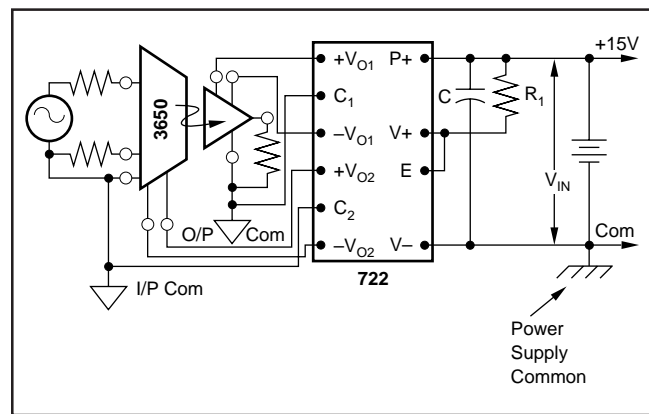 +15V
+V_O1
P+
C_1
C
R_1
3650
–V_O1
V+
+V_O2
E
V_IN
O/P Com
C_2
Com
–V_O2
V–
I/P Com
722
Power
Supply
Common